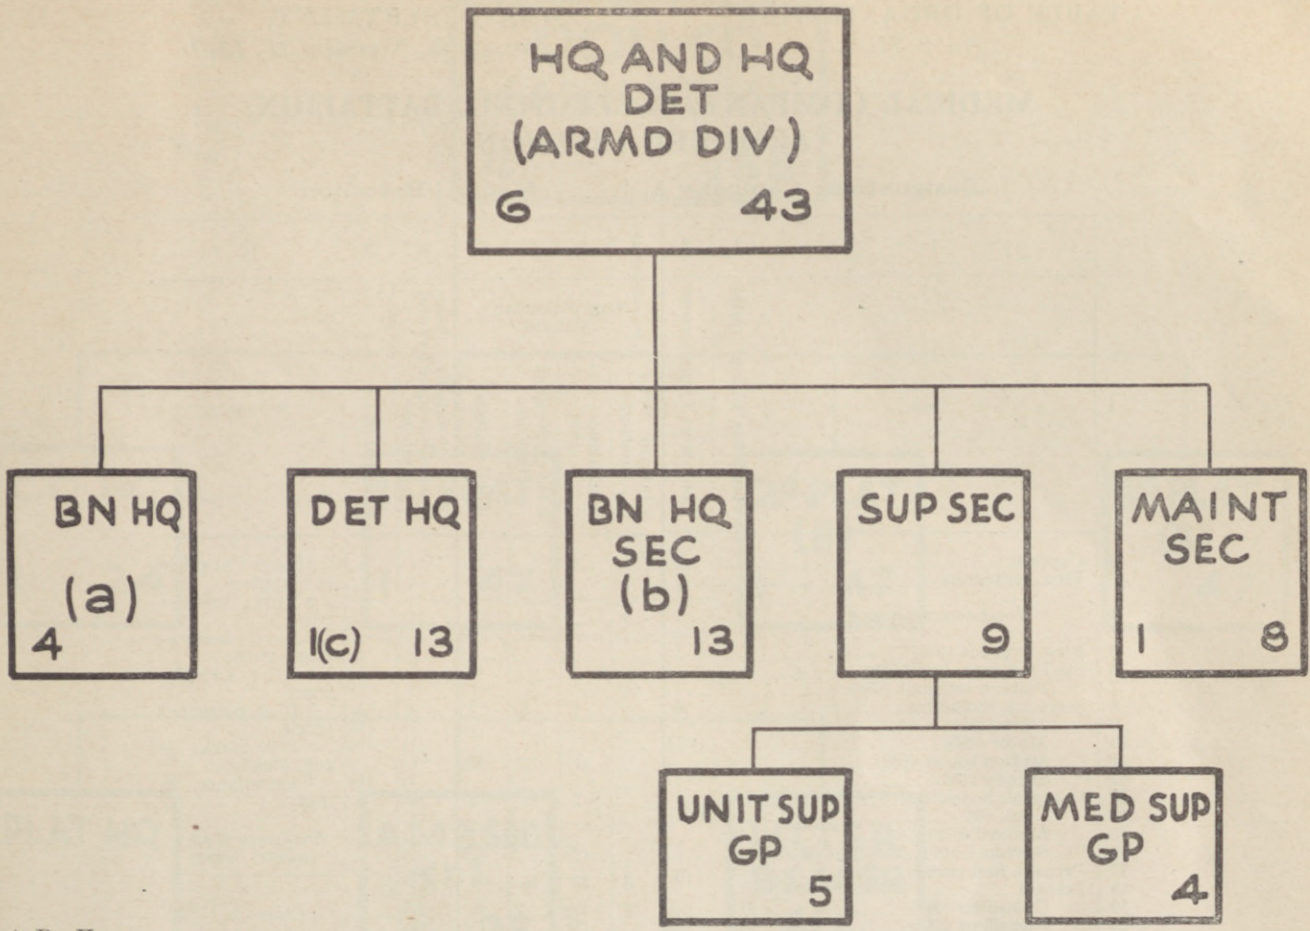 HQ AND HQ
DET
(ARMD DIV)
6 43
BN HQ
(a)
4
DET HQ
1(c) 13
BN HQ
SEC
(b)
13
SUP SEC
9
MAINT
SEC
1 8
UNIT SUP
GP
5
MED SUP
GP
4